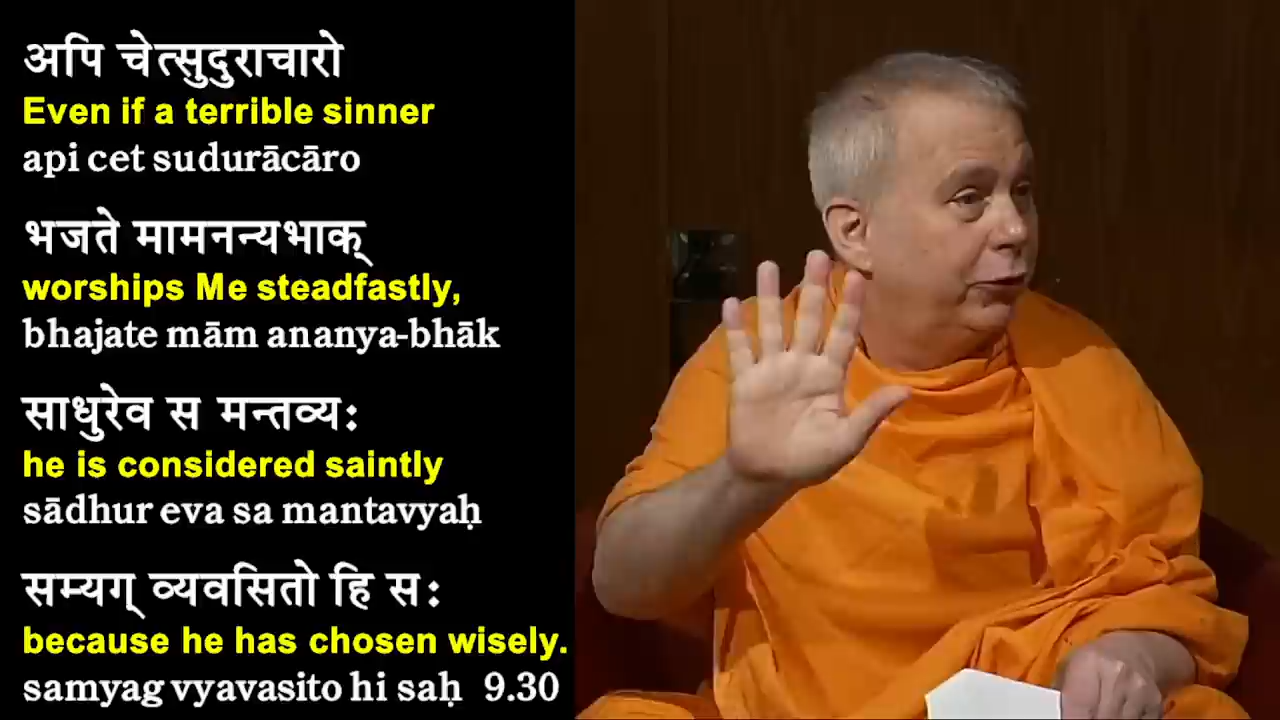 अपि चेत्सुदुराचारो
Even if a terrible sinner
api cet sudurācāro
भजते मामनन्यभाक्
worships Me steadfastly,
bhajate mām ananya-bhāk
साधुरेव स मन्तव्यः
he is considered saintly
sādhur eva sa mantavyaḥ
सम्यग् व्यवसितो हि सः
because he has chosen wisely.
samyag vyavasito hi saḥ 9.30